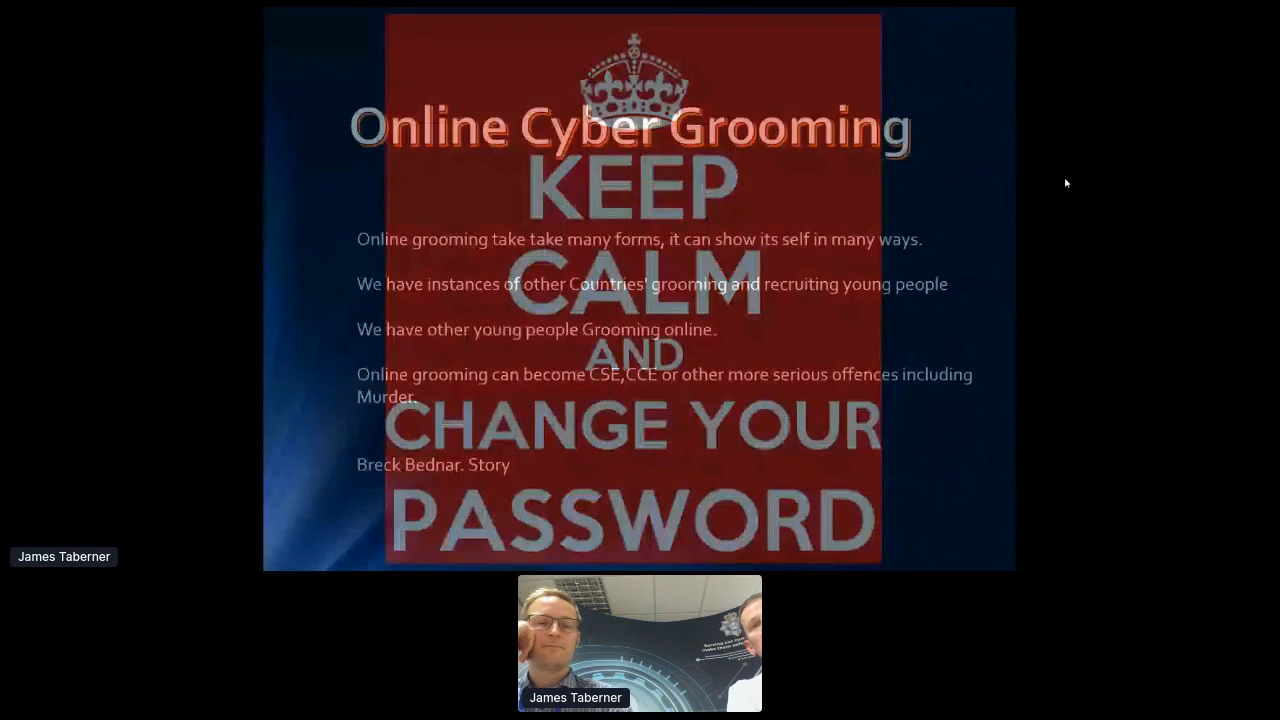 Online Cyber Grooming
KEEP
Online grooming take take many forms, it can show its self in many ways.
CALM
We have instances of other Countries' grooming and recruiting young people
We have other young people Grooming online.
AND
Online grooming can become CSE,CCE or other more serious offences including
Murder.
CHANGE YOUR
Breck Bednar. Story
PASSWORD
James Taberner
James Taberner